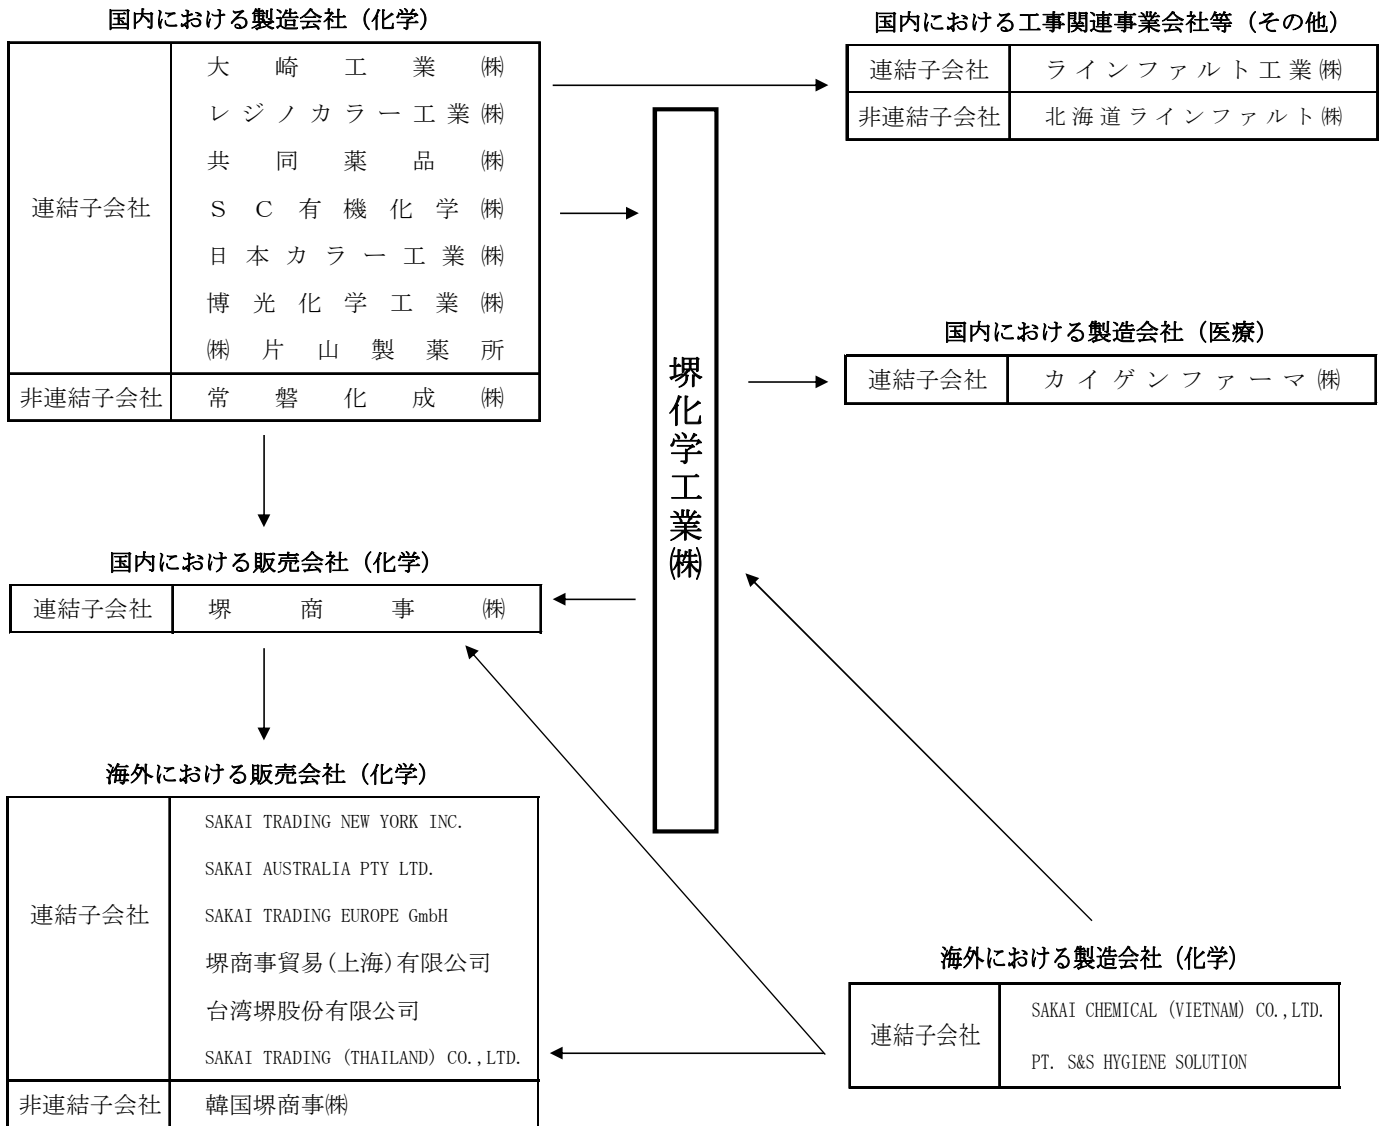 国内における製造会社（化学）
連結子会社
大崎工業㈱
レジノカラー工業㈱
共同薬品㈱
ＳＣ有機化学㈱
日本カラー工業㈱
博光化学工業㈱
㈱片山製薬所
非連結子会社
常磐化成㈱
国内における販売会社（化学）
連結子会社
堺商事㈱
海外における販売会社（化学）
連結子会社
SAKAI TRADING NEW YORK INC.
SAKAI AUSTRALIA PTY LTD.
SAKAI TRADING EUROPE GmbH
堺商事貿易(上海)有限公司
台湾堺股份有限公司
SAKAI TRADING (THAILAND) CO.,LTD.
非連結子会社
韓国堺商事㈱
堺化学工業㈱
国内における工事関連事業会社等（その他）
連結子会社
ラインファルト工業㈱
非連結子会社
北海道ラインファルト㈱
国内における製造会社（医療）
連結子会社
カイゲンファーマ㈱
海外における製造会社（化学）
連結子会社
SAKAI CHEMICAL (VIETNAM) CO.,LTD.
PT. S&S HYGIENE SOLUTION